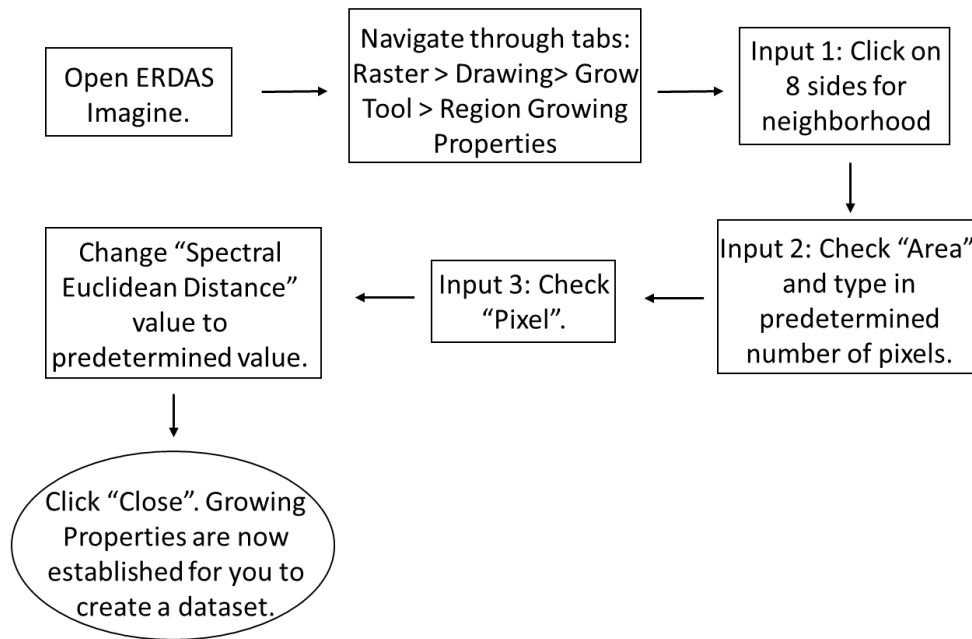 Open ERDAS
Imagine.
Navigate through tabs:
Raster > Drawing> Grow
Tool > Region Growing
Properties
Input 1: Click on
8 sides for
neighborhood
Input 2: Check “Area”
and type in
predetermined
number of pixels.
Input 3: Check
“Pixel”.
Change “Spectral
Euclidean Distance”
value to
predetermined value.
Click “Close”. Growing
Properties are now
established for you to
create a dataset.